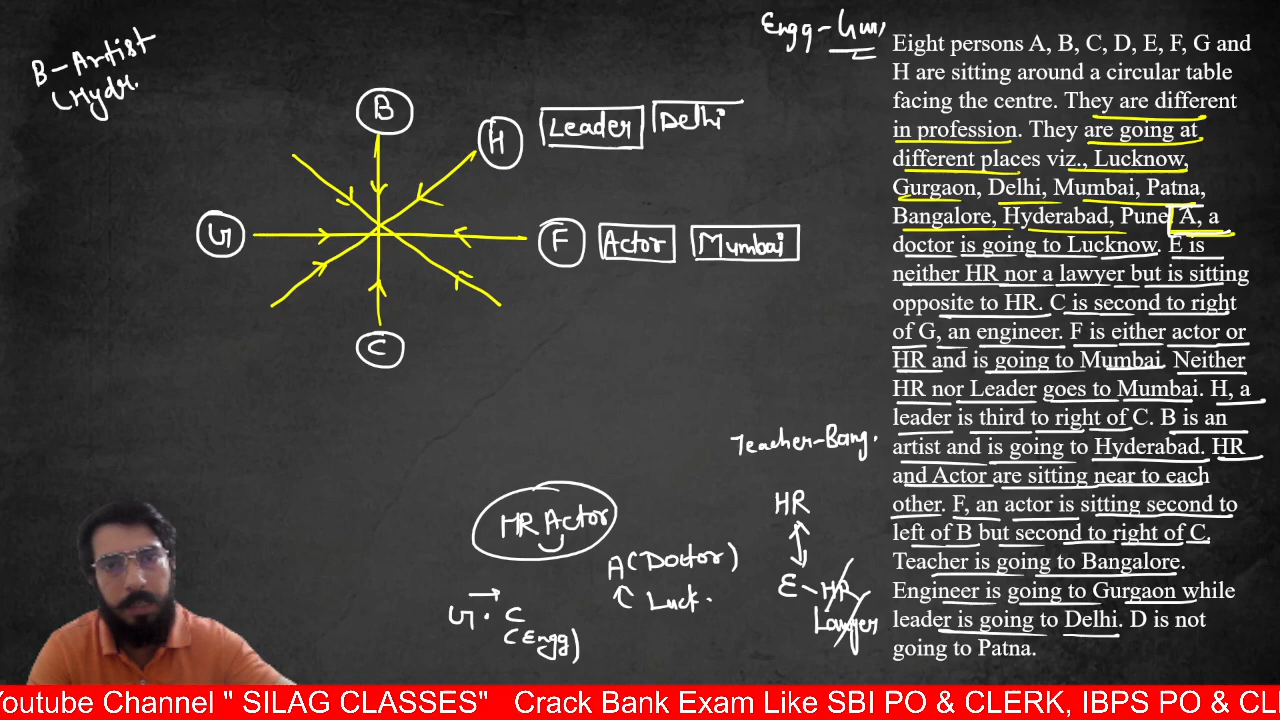 B-Artist
(Hydr.
B
H
Leader
Delhi
G
F
Actor
Mumbai
C
Engg - Gur
Teacher-Bang.
HR Actor
A(Doctor)
Luck.
HR
E - HR
Lawyer
G . C
(Engg)
Eight persons A, B, C, D, E, F, G and
H are sitting around a circular table
facing the centre. They are different
in profession. They are going at
different places viz., Lucknow,
Gurgaon, Delhi, Mumbai, Patna,
Bangalore, Hyderabad, Pune A, a
doctor is going to Lucknow. E is
neither HR nor a lawyer but is sitting
opposite to HR. C is second to right
of G, an engineer. F is either actor or
HR and is going to Mumbai. Neither
HR nor Leader goes to Mumbai. H, a
leader is third to right of C. B is an
artist and is going to Hyderabad. HR
and Actor are sitting near to each
other. F, an actor is sitting second to
left of B but second to right of C.
Teacher is going to Bangalore.
Engineer is going to Gurgaon while
leader is going to Delhi. D is not
going to Patna.
Youtube Channel " SILAG CLASSES" Crack Bank Exam Like SBI PO & CLERK, IBPS PO & CL